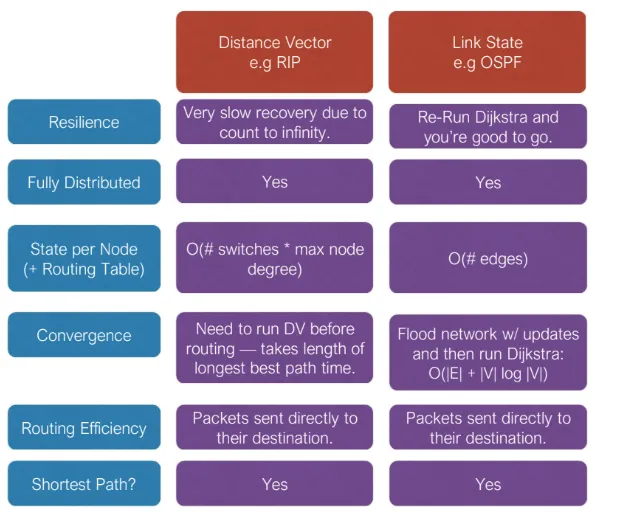 Distance Vector
e.g RIP
Link State
e.g OSPF
Resilience
Very slow recovery due to
count to infinity.
Re-Run Dijkstra and
you're good to go.
Fully Distributed
Yes
Yes
State per Node
(+ Routing Table)
O(# switches * max node
degree)
O(# edges)
Convergence
Need to run DV before
routing — takes length of
longest best path time.
Flood network w/ updates
and then run Dijkstra:
O(|E| + |V| log |V|)
Routing Efficiency
Packets sent directly to
their destination.
Packets sent directly to
their destination.
Shortest Path?
Yes
Yes